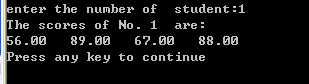 enter the number of  student:1
The scores of No. 1  are:
56.00   89.00   67.00   88.00
Press any key to continue